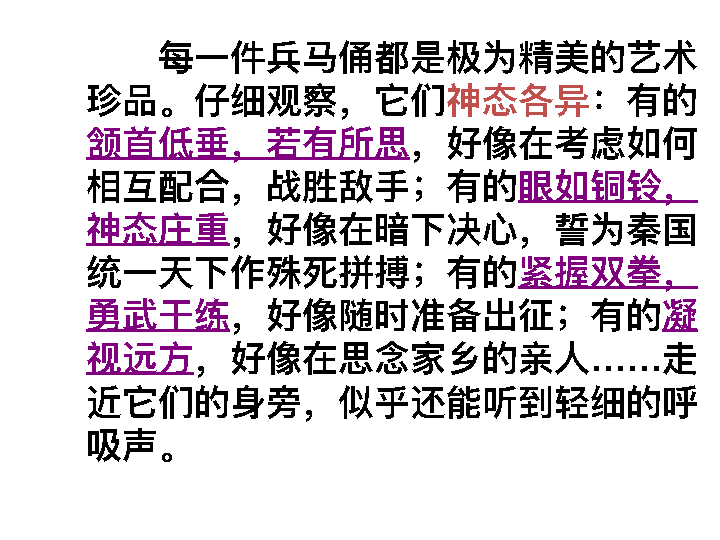 每一件兵马俑都是极为精美的艺术
珍品。仔细观察，它们神态各异：有的
颔首低垂，若有所思，好像在考虑如何
相互配合，战胜敌手；有的眼如铜铃，
神态庄重，好像在暗下决心，誓为秦国
统一天下作殊死拼搏；有的紧握双拳，
勇武干练，好像随时准备出征；有的凝
视远方，好像在思念家乡的亲人……走
近它们的身旁，似乎还能听到轻细的呼
吸声。